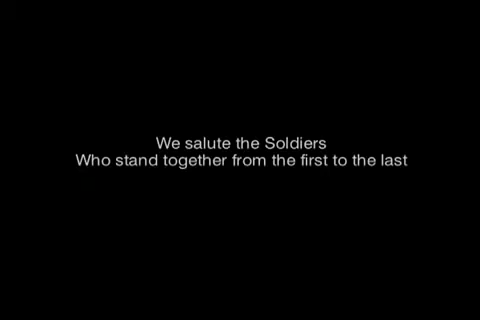 We salute the Soldiers
Who stand together from the first to the last